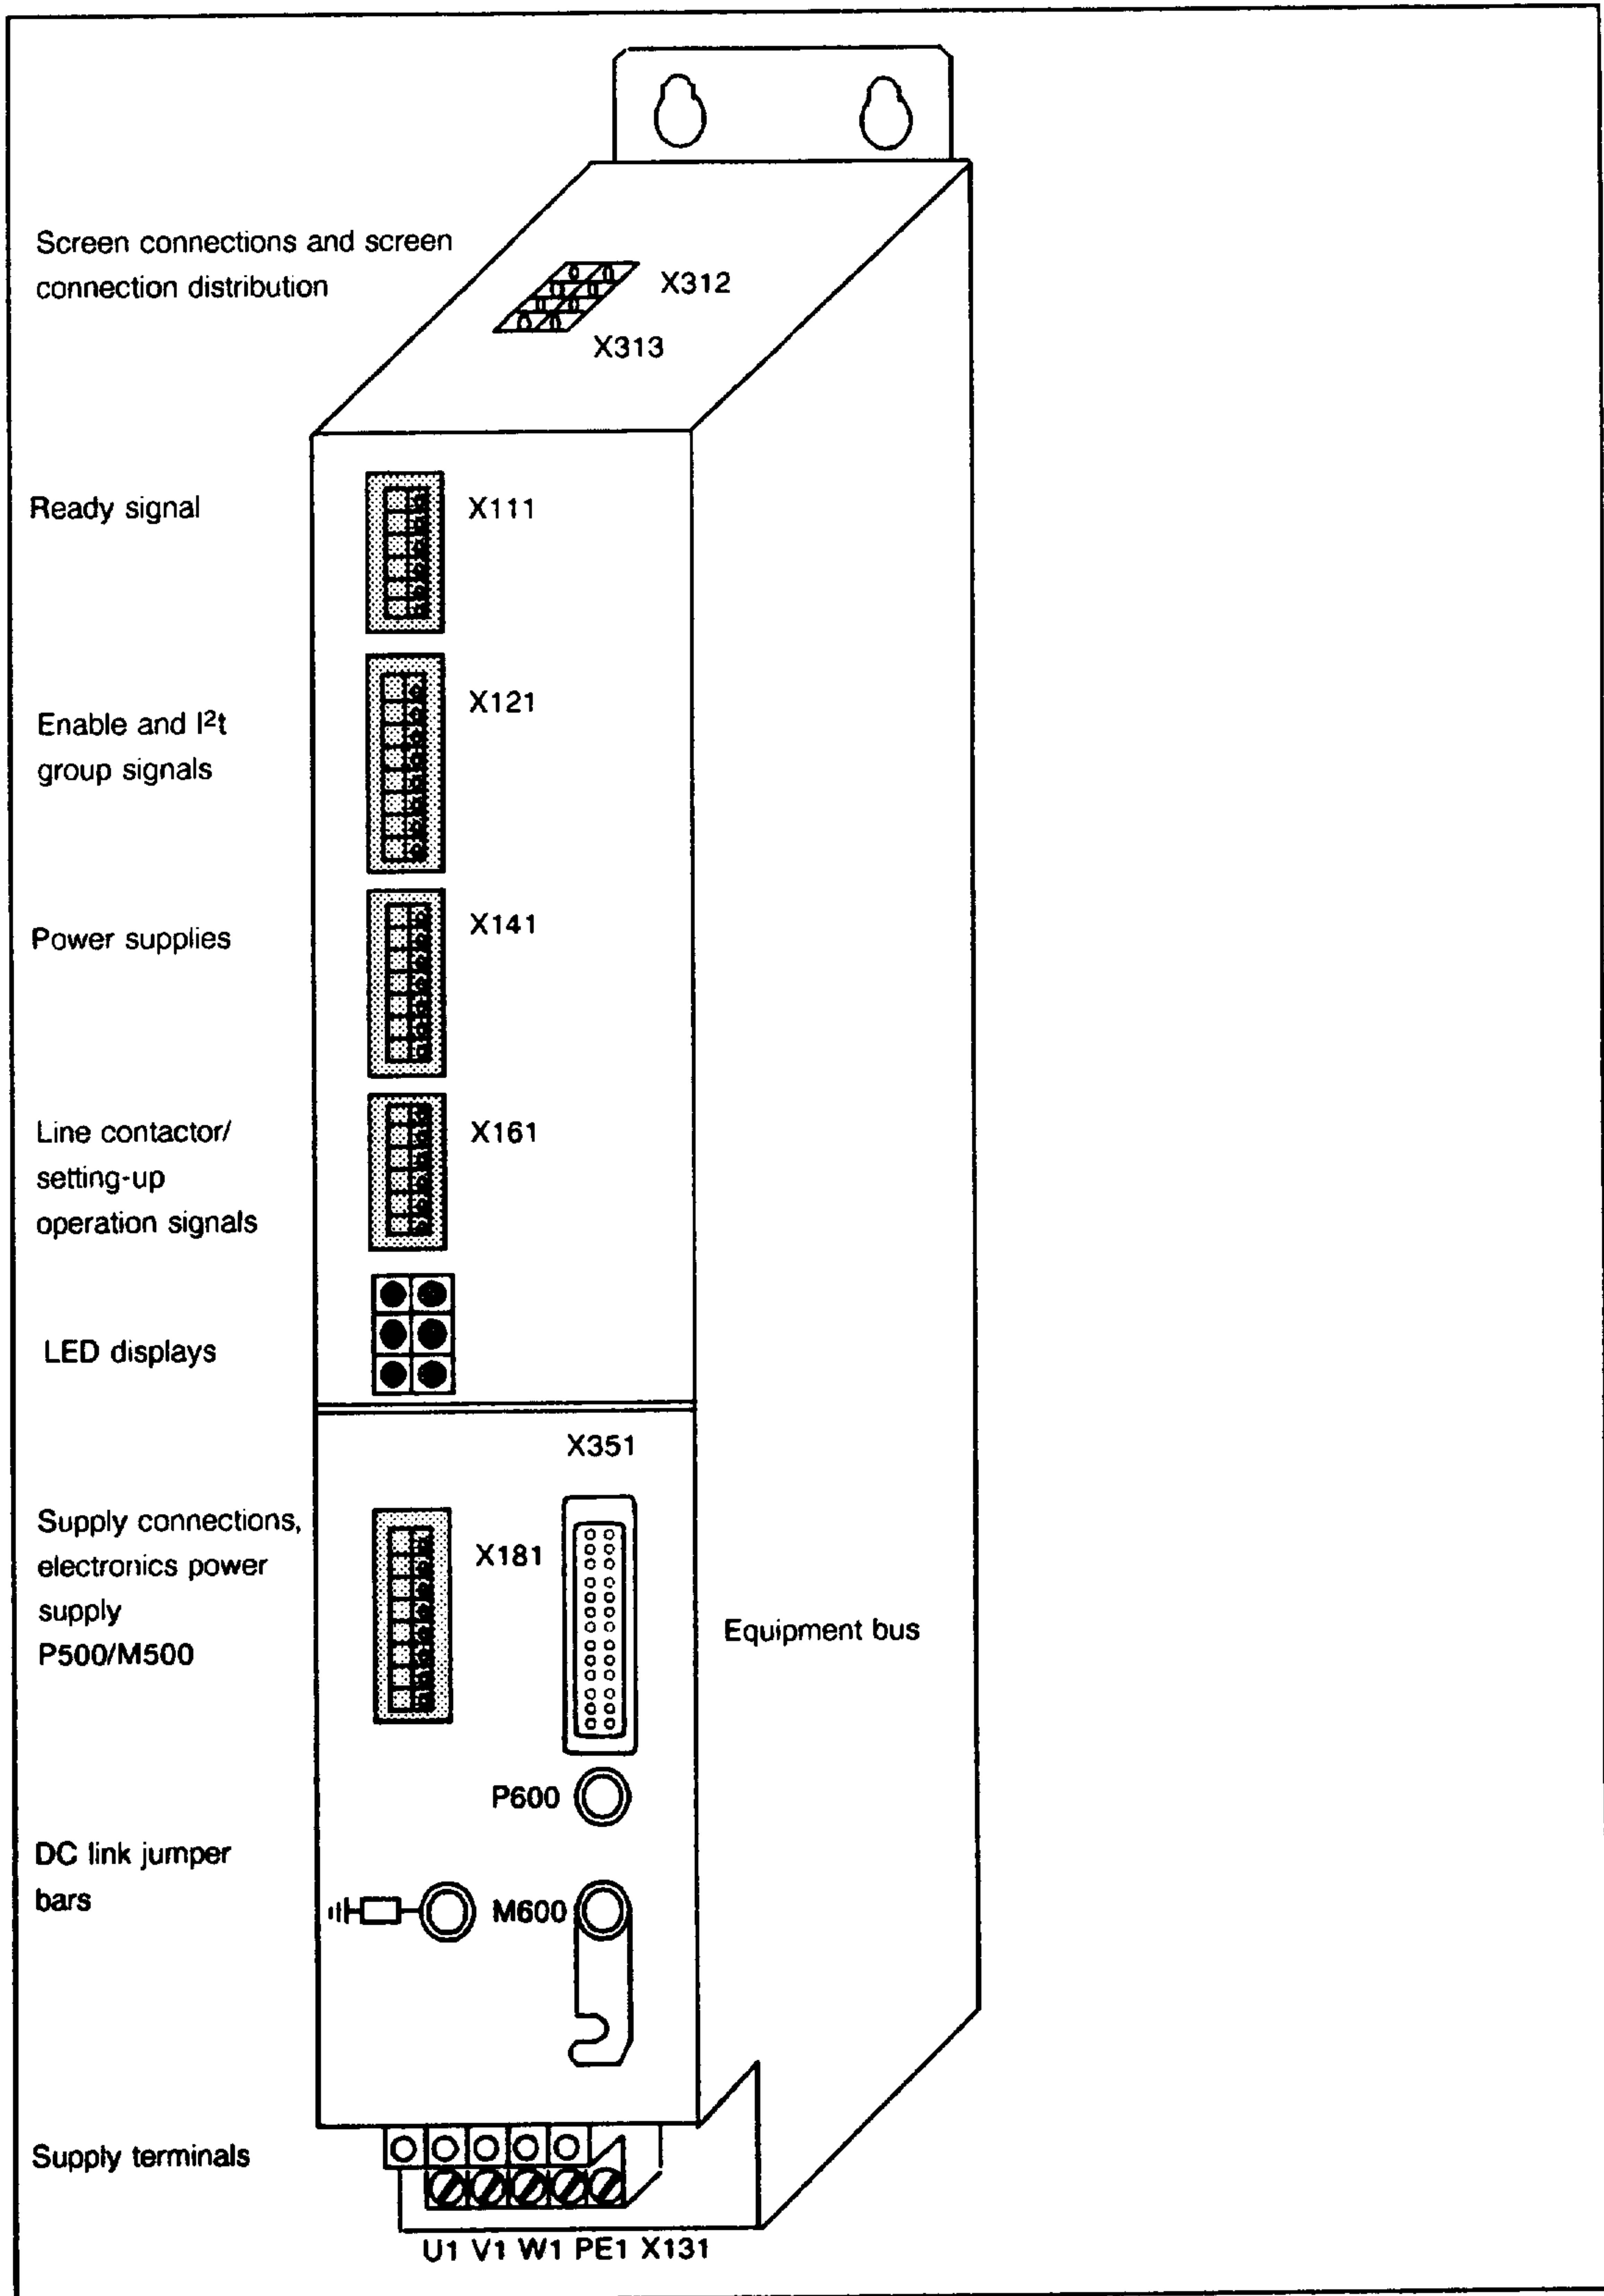 Screen connections and screen
connection distribution
X312
X313
Ready signal
X111
Enable and I²t
group signals
X121
Power supplies
X141
Line contactor/
setting-up
operation signals
X161
LED displays
X351
Supply connections,
electronics power
supply
P500/M500
X181
Equipment bus
P600
DC link jumper
bars
M600
Supply terminals
U1 V1 W1 PE1 X131